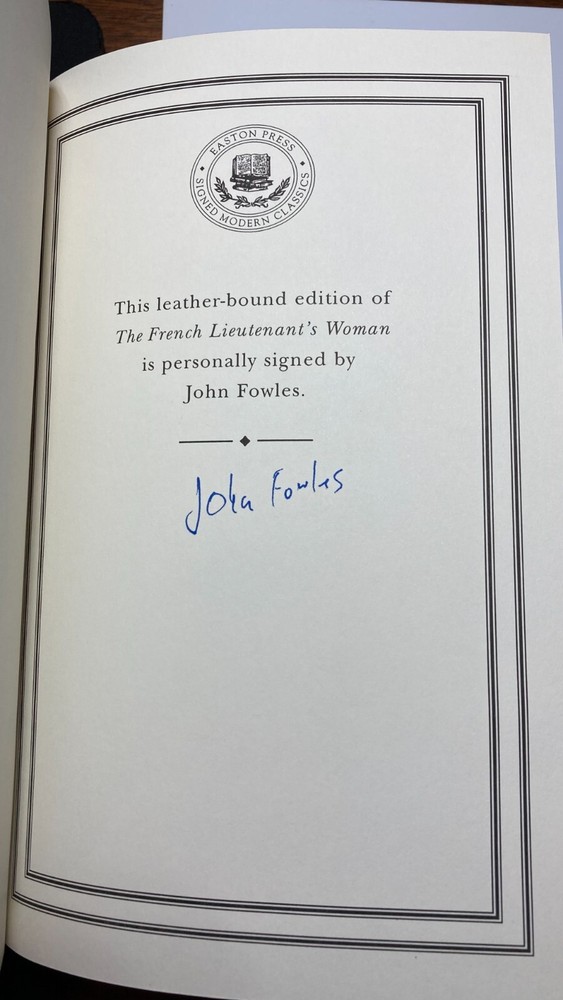 EASTON PRESS
SIGNED MODERN CLASSICS
This leather-bound edition of
The French Lieutenant's Woman
is personally signed by
John Fowles.
John Fowles